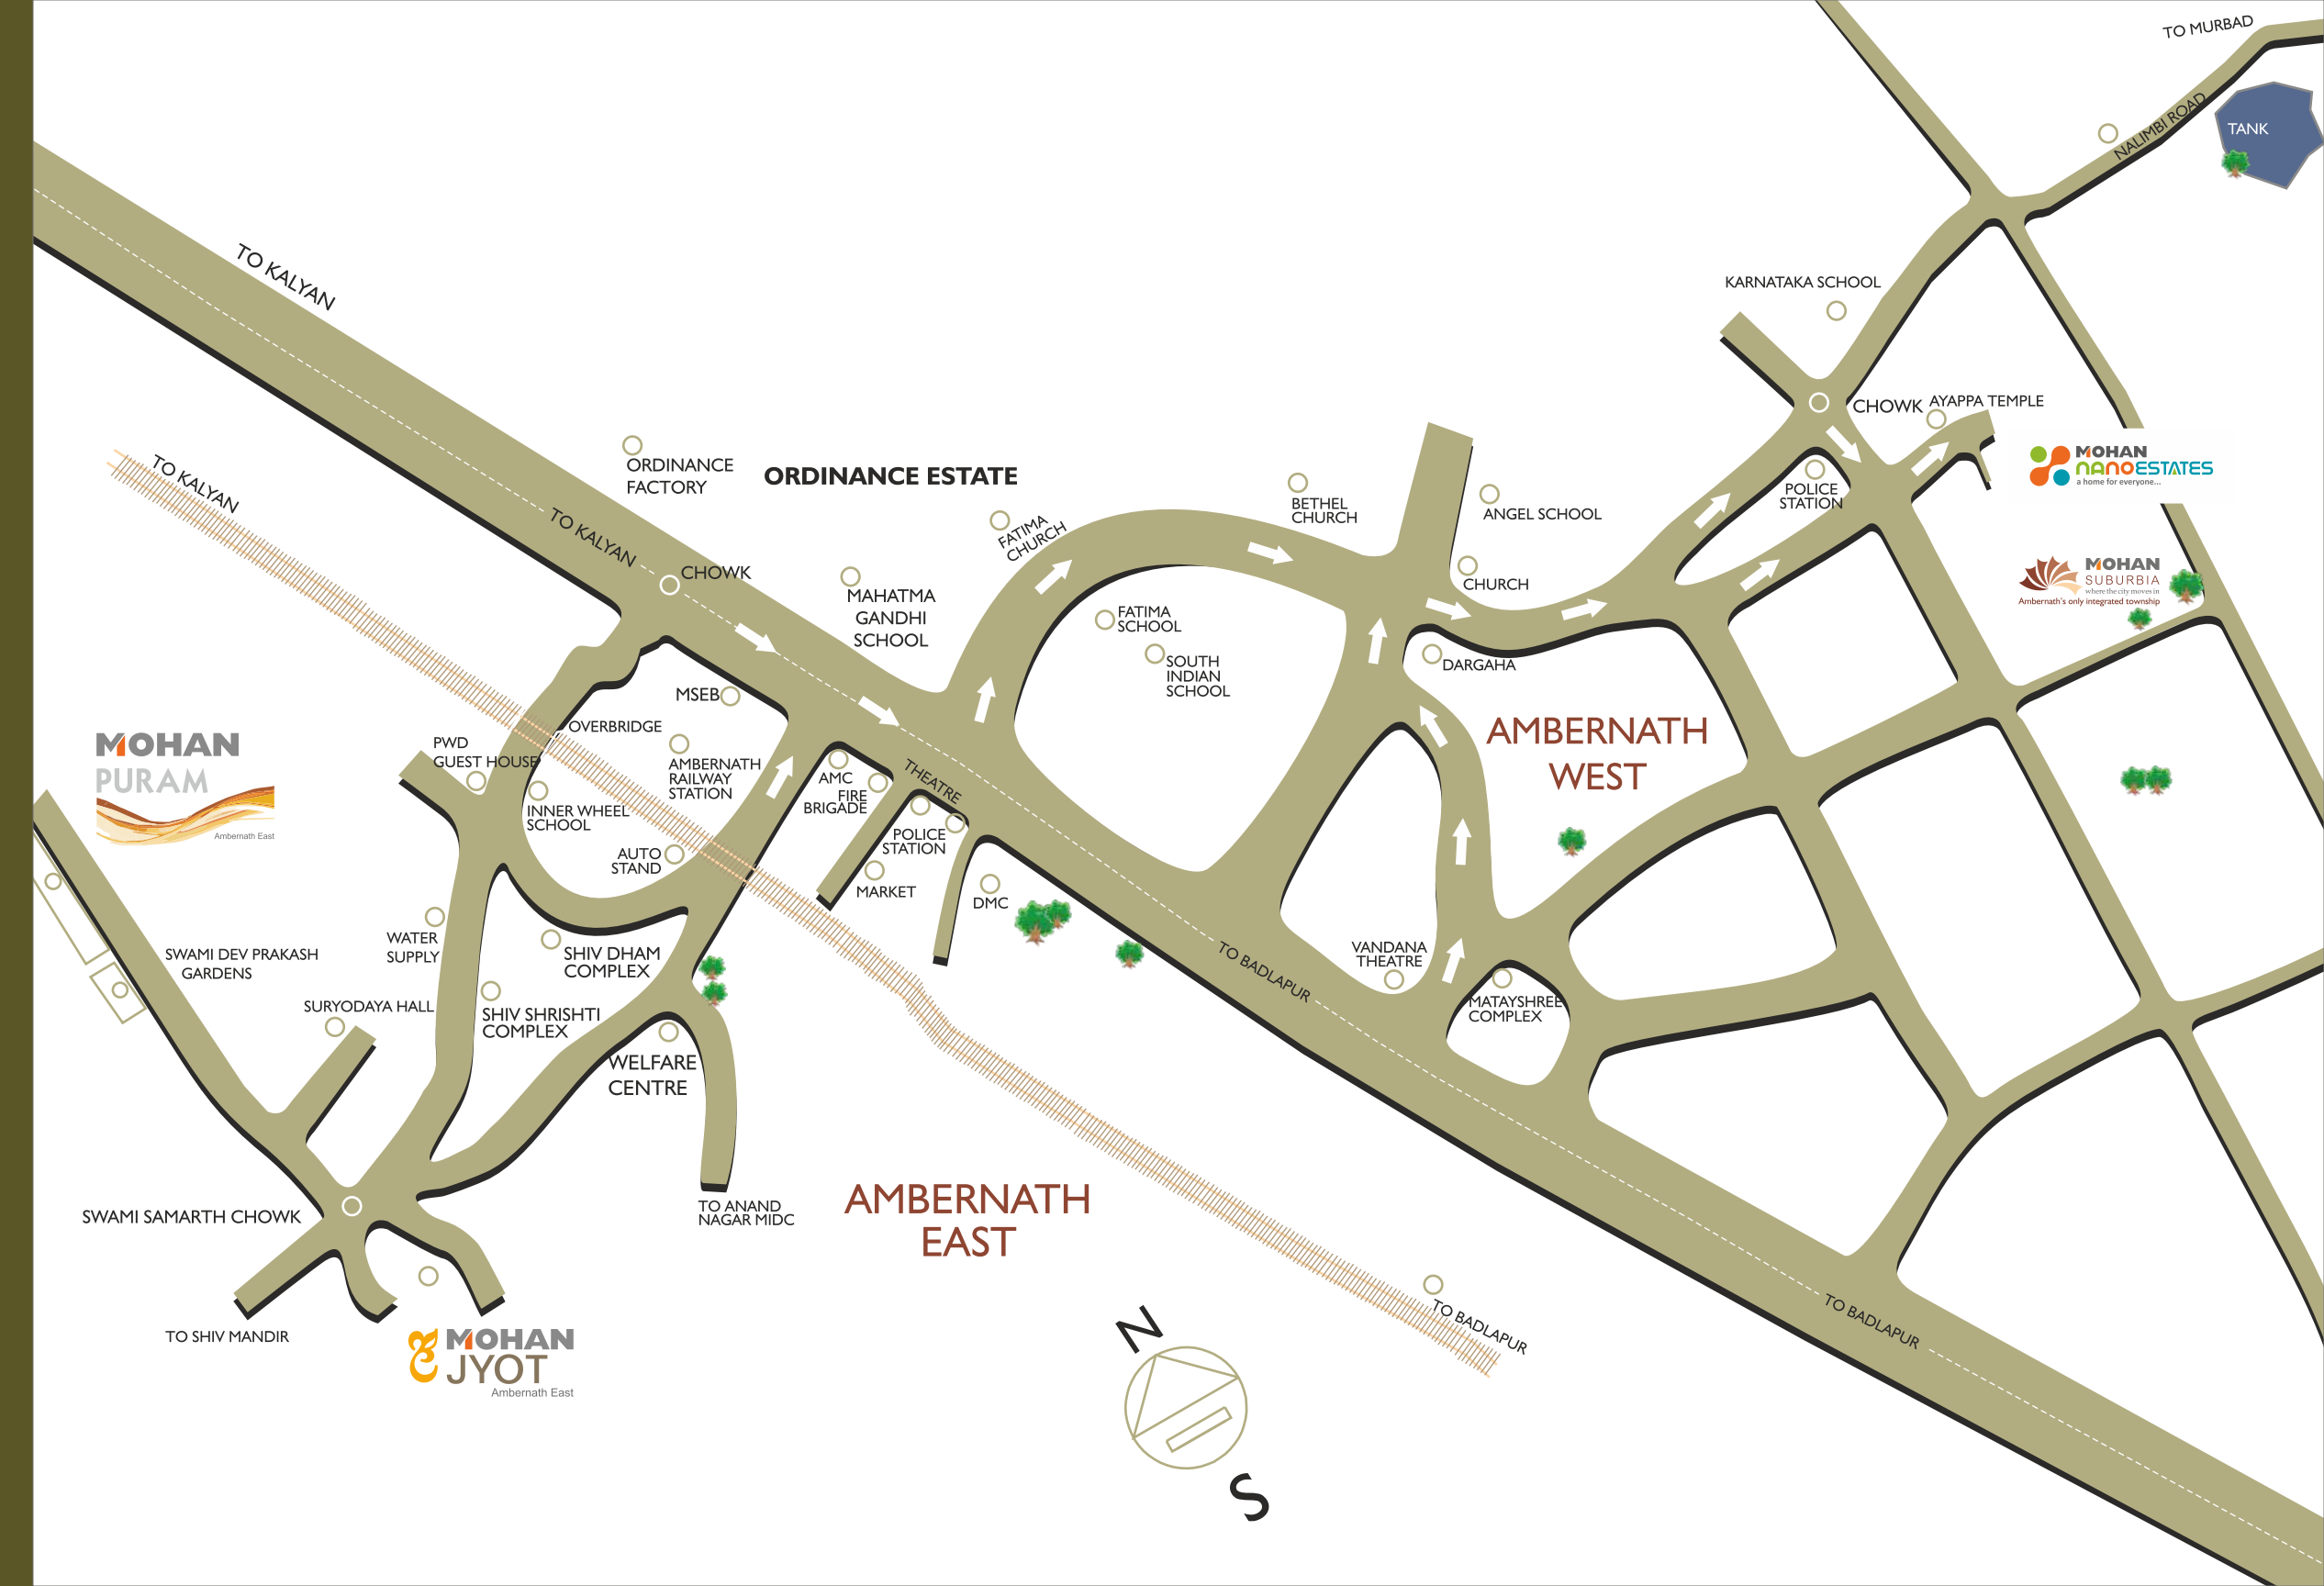 TO MURBAD
NALIMBI ROAD
TANK
TO KALYAN
KARNATAKA SCHOOL
CHOWK
AYAPPA TEMPLE
MOHAN
NANOESTATES
a home for everyone...
POLICE
STATION
ORDINANCE
FACTORY
ORDINANCE ESTATE
TO KALYAN
TO KALYAN
CHOWK
FATIMA
CHURCH
BETHEL
CHURCH
ANGEL SCHOOL
CHURCH
MAHATMA
GANDHI
SCHOOL
FATIMA
SCHOOL
SOUTH
INDIAN
SCHOOL
DARGAHA
MOHAN
SUBURBIA
where the city moves in
Ambernath's only integrated township
MSEB
OVERBRIDGE
AMBERNATH
WEST
MOHAN
PURAM
Ambernath East
PWD
GUEST HOUSE
AMBERNATH
RAILWAY
STATION
INNER WHEEL
SCHOOL
AUTO
STAND
AMC
FIRE
BRIGADE
THEATRE
POLICE
STATION
MARKET
DMC
TO BADLAPUR
VANDANA
THEATRE
MATAYSHREE
COMPLEX
WATER
SUPPLY
SHIV DHAM
COMPLEX
SWAMI DEV PRAKASH
GARDENS
SURYODAYA HALL
SHIV SHRISHTI
COMPLEX
WELFARE
CENTRE
SWAMI SAMARTH CHOWK
TO ANAND
NAGAR MIDC
AMBERNATH
EAST
TO BADLAPUR
TO BADLAPUR
TO SHIV MANDIR
MOHAN
JYOT
Ambernath East
N
S